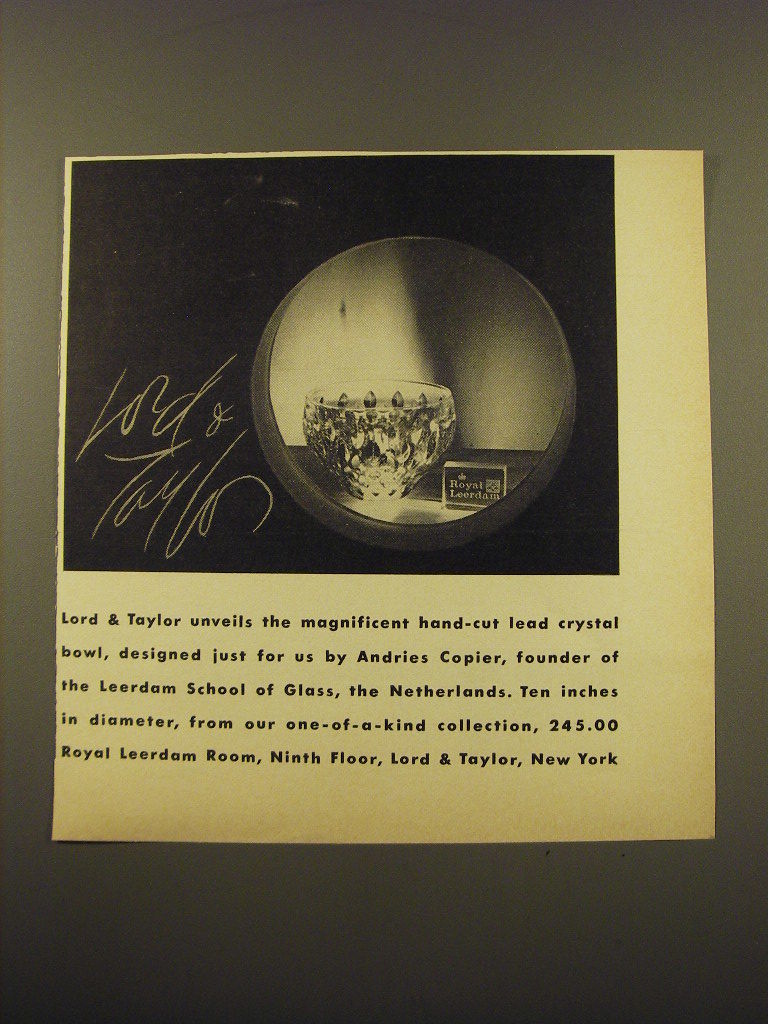 Lord &
Taylor
Royal
Leerdam
Lord & Taylor unveils the magnificent hand-cut lead crystal
bowl, designed just for us by Andries Copier, founder of
the Leerdam School of Glass, the Netherlands. Ten inches
in diameter, from our one-of-a-kind collection, 245.00
Royal Leerdam Room, Ninth Floor, Lord & Taylor, New York